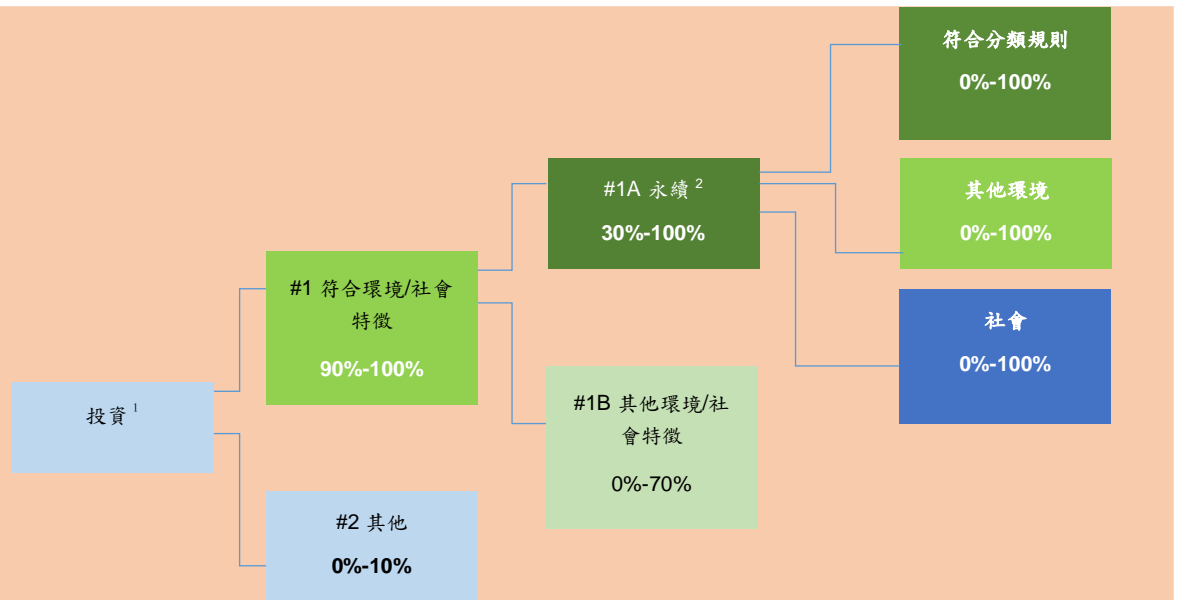 符合分類規則
0%-100%
#1A 永續 2
30%-100%
其他環境
0%-100%
#1 符合環境/社會
特徵
90%-100%
社會
0%-100%
投資 1
#1B 其他環境/社
會特徵
0%-70%
#2 其他
0%-10%